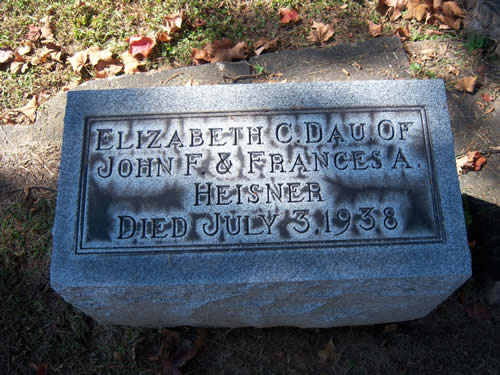 ELIZABETH C. DAU. OF
JOHN F. & FRANCES A.
HEISNER
DIED JULY 3, 1938